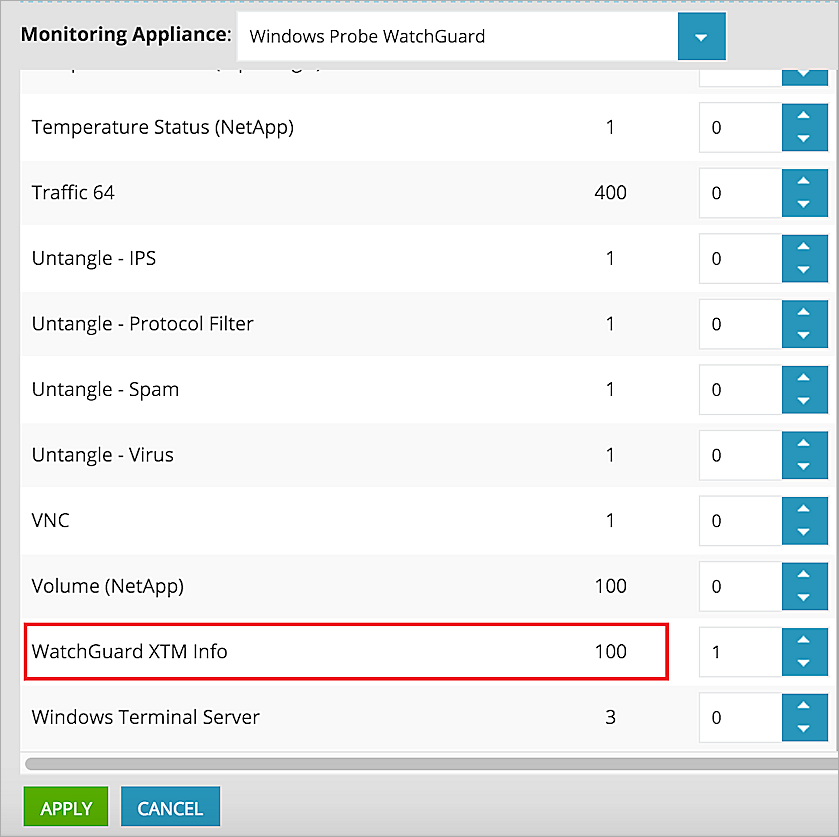 Monitoring Appliance: Windows Probe WatchGuard
Temperature Status (NetApp) 1 0
Traffic 64 400 0
Untangle - IPS 1 0
Untangle - Protocol Filter 1 0
Untangle - Spam 1 0
Untangle - Virus 1 0
VNC 1 0
Volume (NetApp) 100 0
WatchGuard XTM Info 100 1
Windows Terminal Server 3 0
APPLY CANCEL